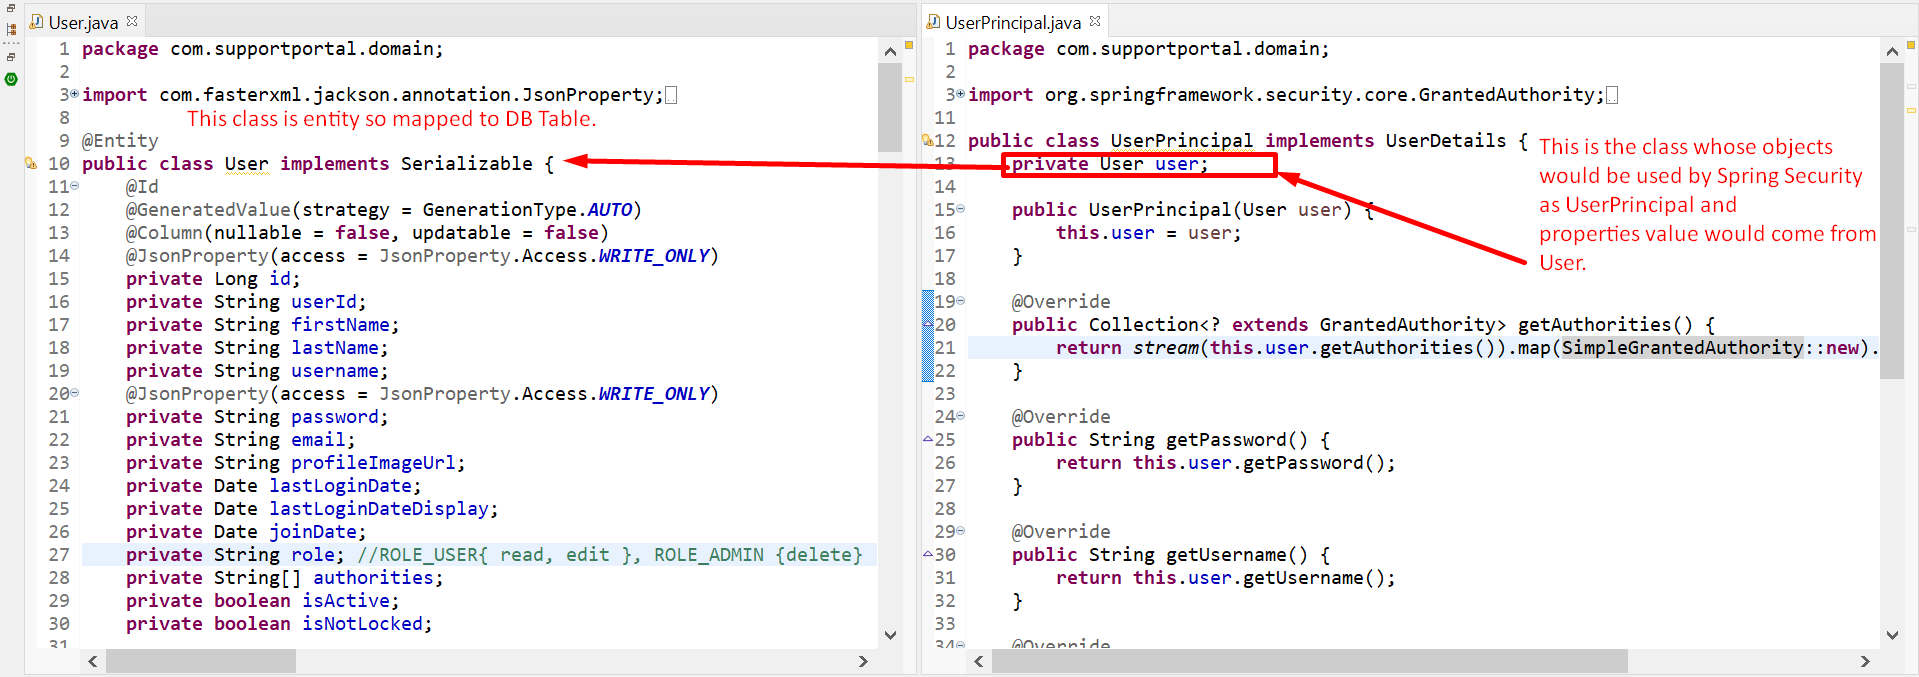 User.java
1 package com.supportportal.domain;
2
3 import com.fasterxml.jackson.annotation.JsonProperty;
8 This class is entity so mapped to DB Table.
9 @Entity
10 public class User implements Serializable {
11 @Id
12 @GeneratedValue(strategy = GenerationType.AUTO)
13 @Column(nullable = false, updatable = false)
14 @JsonProperty(access = JsonProperty.Access.WRITE_ONLY)
15 private Long id;
16 private String userId;
17 private String firstName;
18 private String lastName;
19 private String username;
20 @JsonProperty(access = JsonProperty.Access.WRITE_ONLY)
21 private String password;
22 private String email;
23 private String profileImageUrl;
24 private Date lastLoginDate;
25 private Date lastLoginDateDisplay;
26 private Date joinDate;
27 private String role; //ROLE_USER{ read, edit }, ROLE_ADMIN {delete}
28 private String[] authorities;
29 private boolean isActive;
30 private boolean isNotLocked;
31
UserPrincipal.java
1 package com.supportportal.domain;
2
3 import org.springframework.security.core.GrantedAuthority;
11
12 public class UserPrincipal implements UserDetails {
13 private User user;
14
15 public UserPrincipal(User user) {
16 this.user = user;
17 }
18
19 @Override
20 public Collection<? extends GrantedAuthority> getAuthorities() {
21 return stream(this.user.getAuthorities()).map(SimpleGrantedAuthority::new).
22 }
23
24 @Override
25 public String getPassword() {
26 return this.user.getPassword();
27 }
28
29 @Override
30 public String getUsername() {
31 return this.user.getUsername();
32 }
33
34 @Override
This is the class whose objects
would be used by Spring Security
as UserPrincipal and
properties value would come from
User.